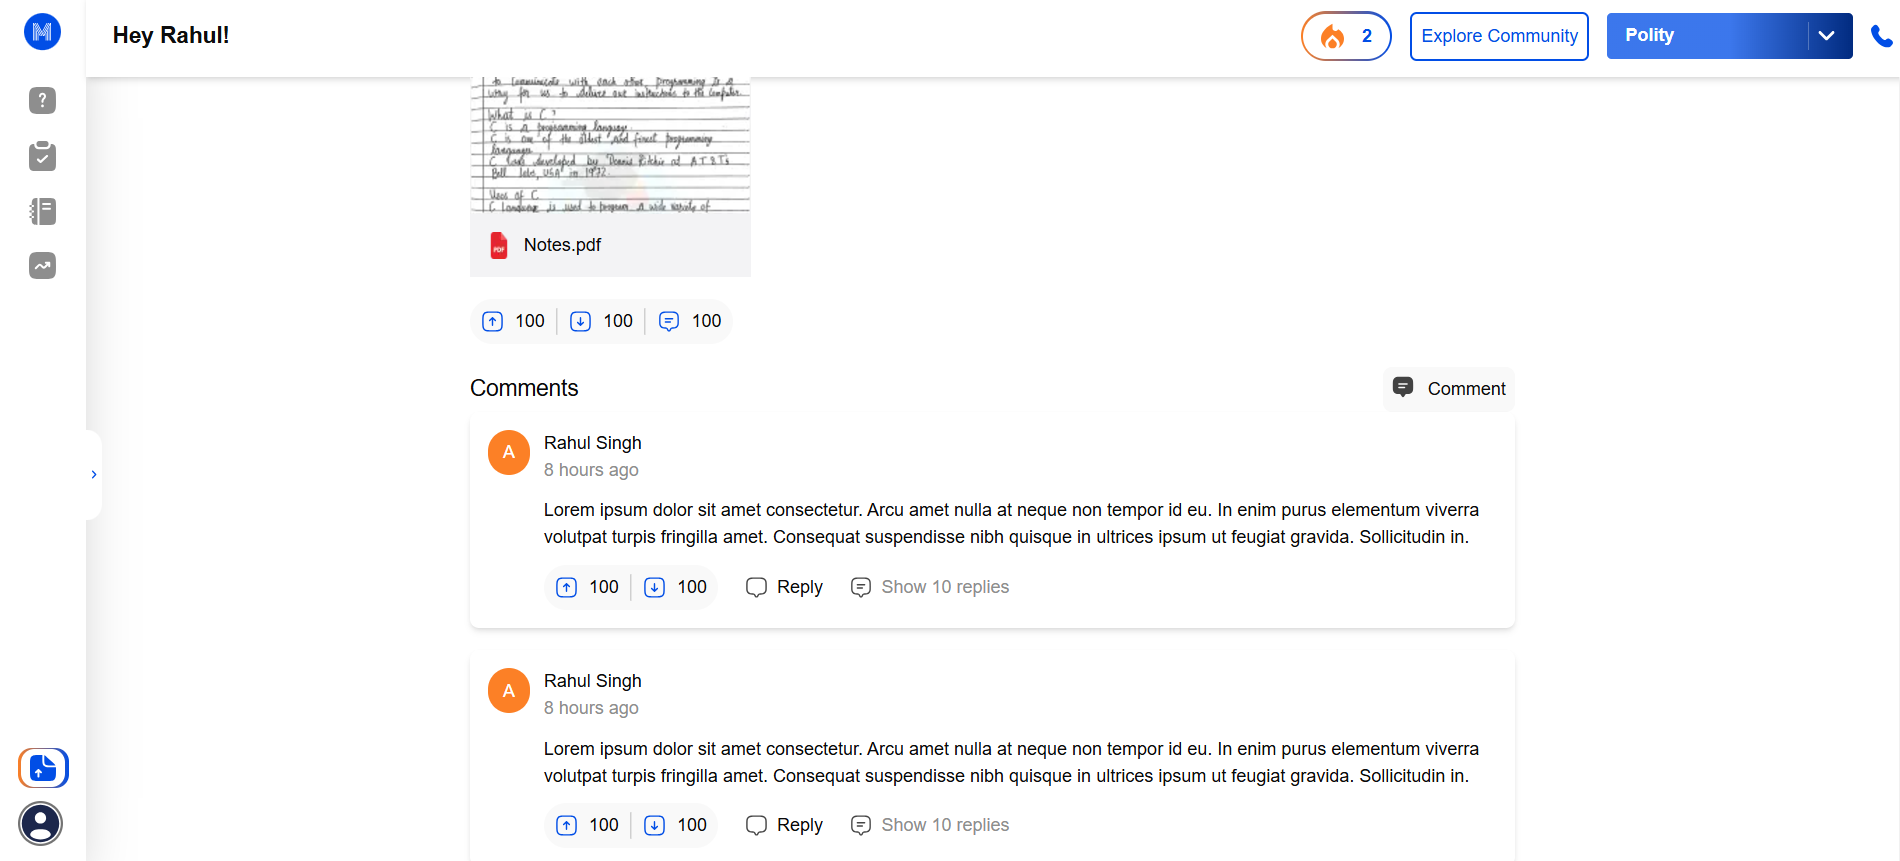 Hey Rahul!
2
Explore Community
Polity
to communicate with each other, Programming is a
way for us to deliver our instructions to the computer.
What is C?
C is a programming language.
C is one of the oldest and finest programming
languages
C was developed by Dennis Ritchie at AT&T's
Bell labs, USA in 1972.
Uses of C
C language is used to program a wide variety of
PDF
Notes.pdf
100 100 100
Comments
Comment
A
Rahul Singh
8 hours ago
Lorem ipsum dolor sit amet consectetur. Arcu amet nulla at neque non tempor id eu. In enim purus elementum viverra
volutpat turpis fringilla amet. Consequat suspendisse nibh quisque in ultrices ipsum ut feugiat gravida. Sollicitudin in.
100 100 Reply Show 10 replies
A
Rahul Singh
8 hours ago
Lorem ipsum dolor sit amet consectetur. Arcu amet nulla at neque non tempor id eu. In enim purus elementum viverra
volutpat turpis fringilla amet. Consequat suspendisse nibh quisque in ultrices ipsum ut feugiat gravida. Sollicitudin in.
100 100 Reply Show 10 replies